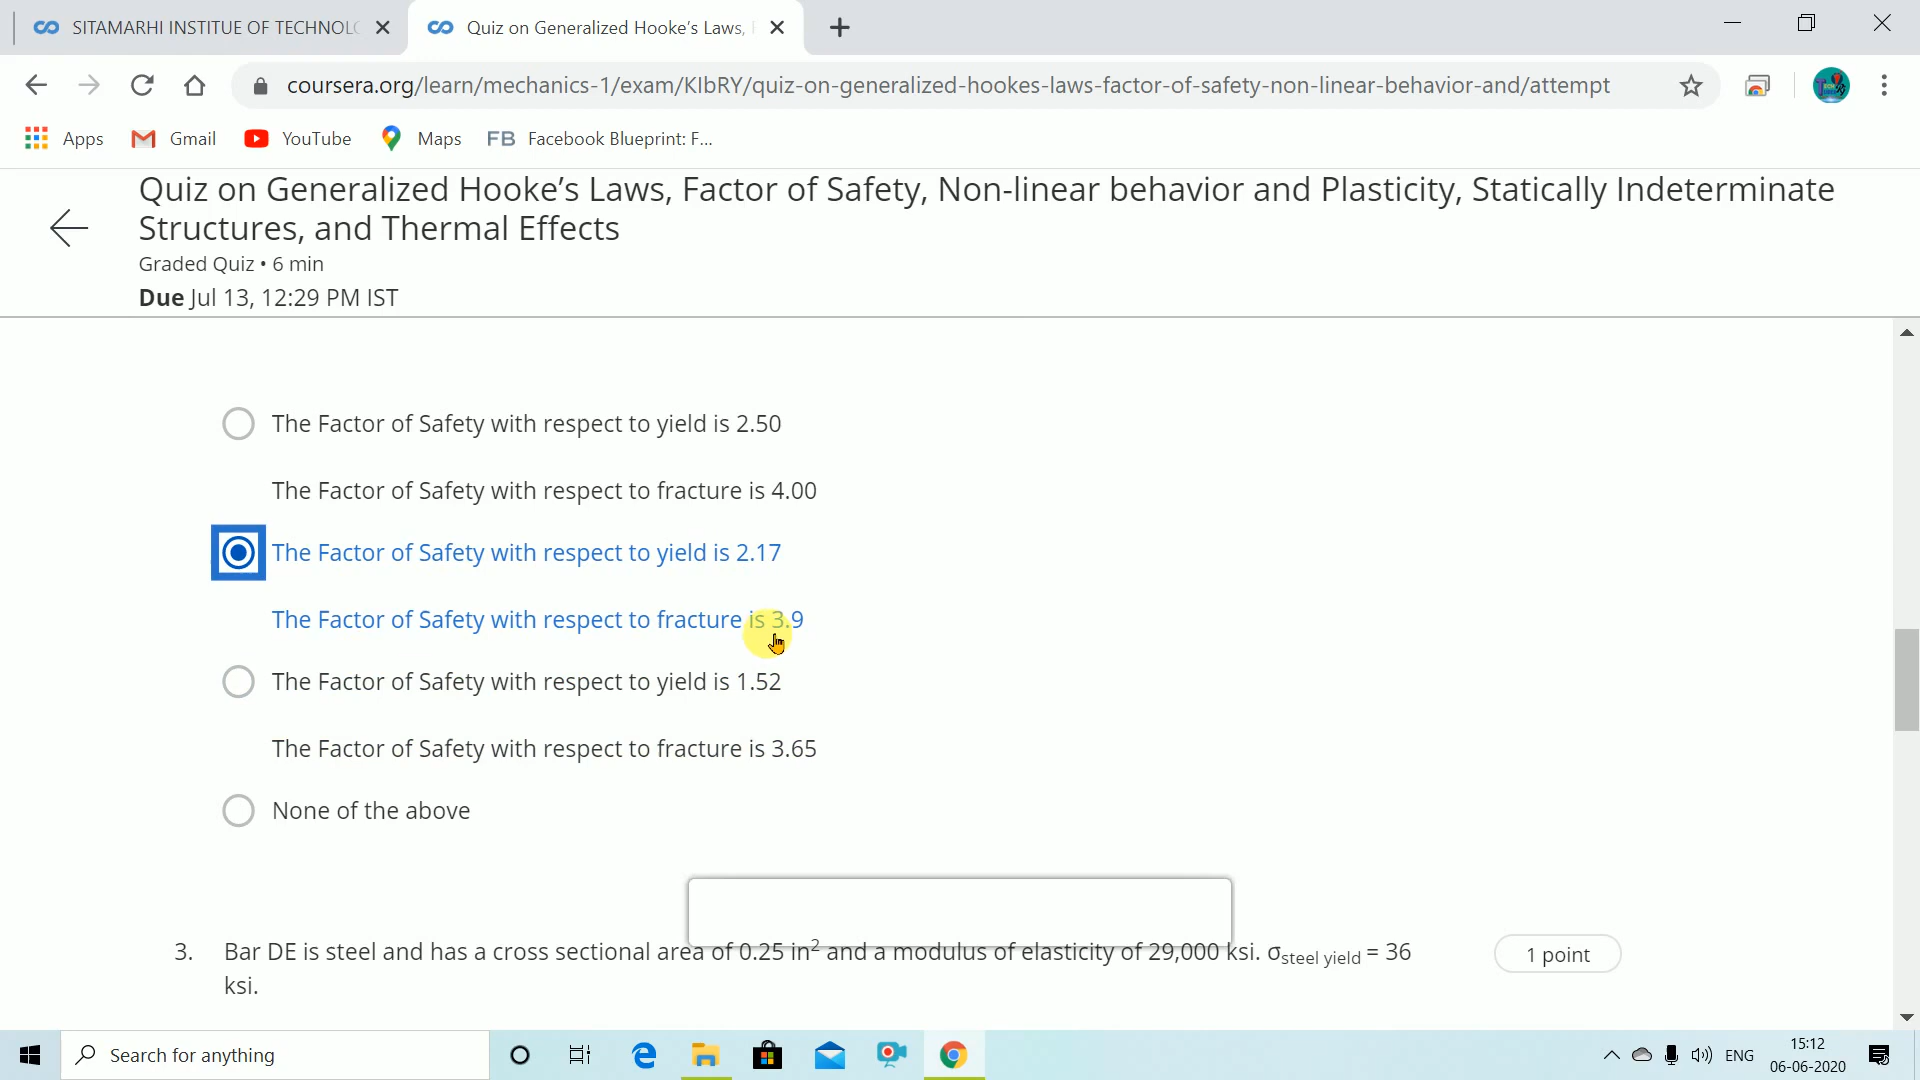 SITAMARHI INSTITUE OF TECHNOLO
Quiz on Generalized Hooke's Laws,
coursera.org/learn/mechanics-1/exam/KIbRY/quiz-on-generalized-hookes-laws-factor-of-safety-non-linear-behavior-and/attempt
Apps Gmail YouTube Maps FB Facebook Blueprint: F...
Quiz on Generalized Hooke's Laws, Factor of Safety, Non-linear behavior and Plasticity, Statically Indeterminate
Structures, and Thermal Effects
Graded Quiz • 6 min
Due Jul 13, 12:29 PM IST
The Factor of Safety with respect to yield is 2.50
The Factor of Safety with respect to fracture is 4.00
The Factor of Safety with respect to yield is 2.17
The Factor of Safety with respect to fracture is 3.9
The Factor of Safety with respect to yield is 1.52
The Factor of Safety with respect to fracture is 3.65
None of the above
3. Bar DE is steel and has a cross sectional area of 0.25 in² and a modulus of elasticity of 29,000 ksi. σsteel yield = 36
ksi.
1 point
Search for anything
ENG
15:12
06-06-2020